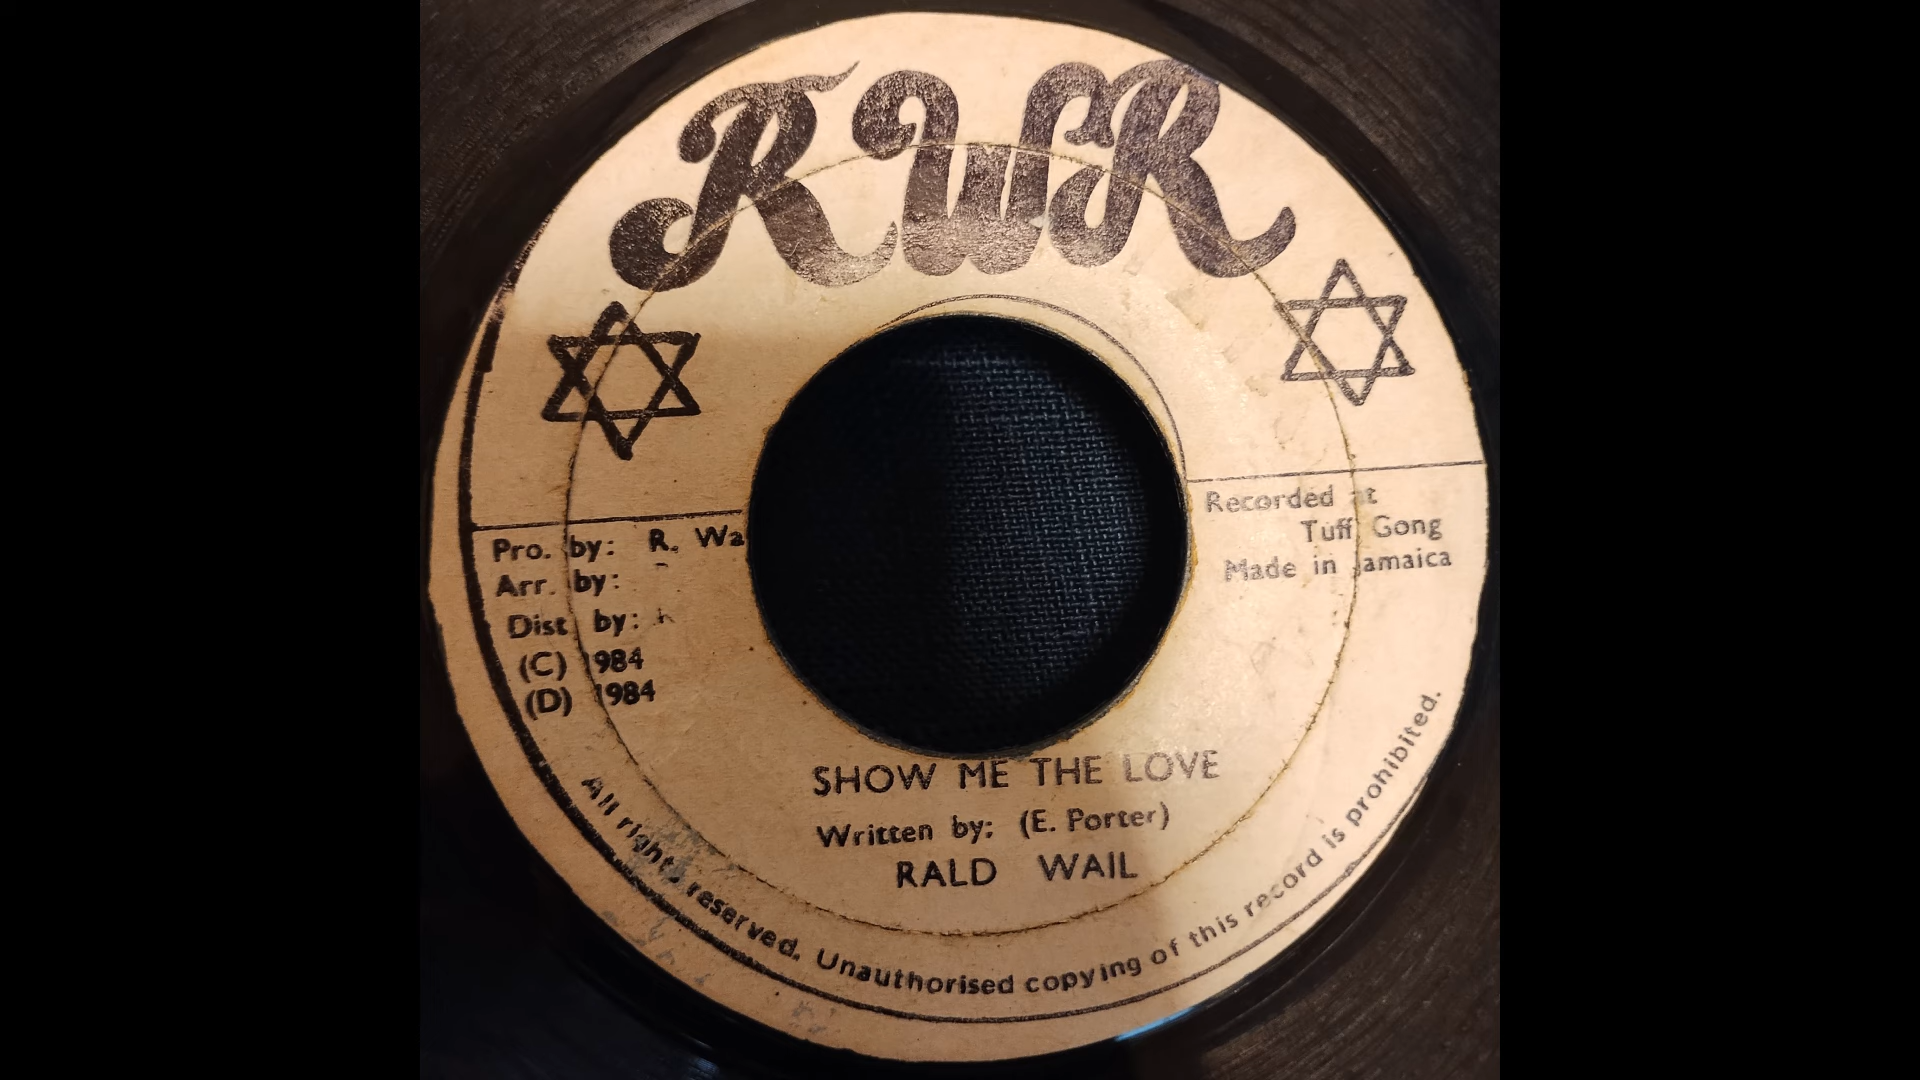 RWR
Pro. by: R. Wa
Arr. by:
Dist by:
(C) 1984
(D) 1984
Recorded at
Tuff Gong
Made in Jamaica
SHOW ME THE LOVE
Written by: (E. Porter)
RALD WAIL
All rights reserved. Unauthorised copying of this record is prohibited.